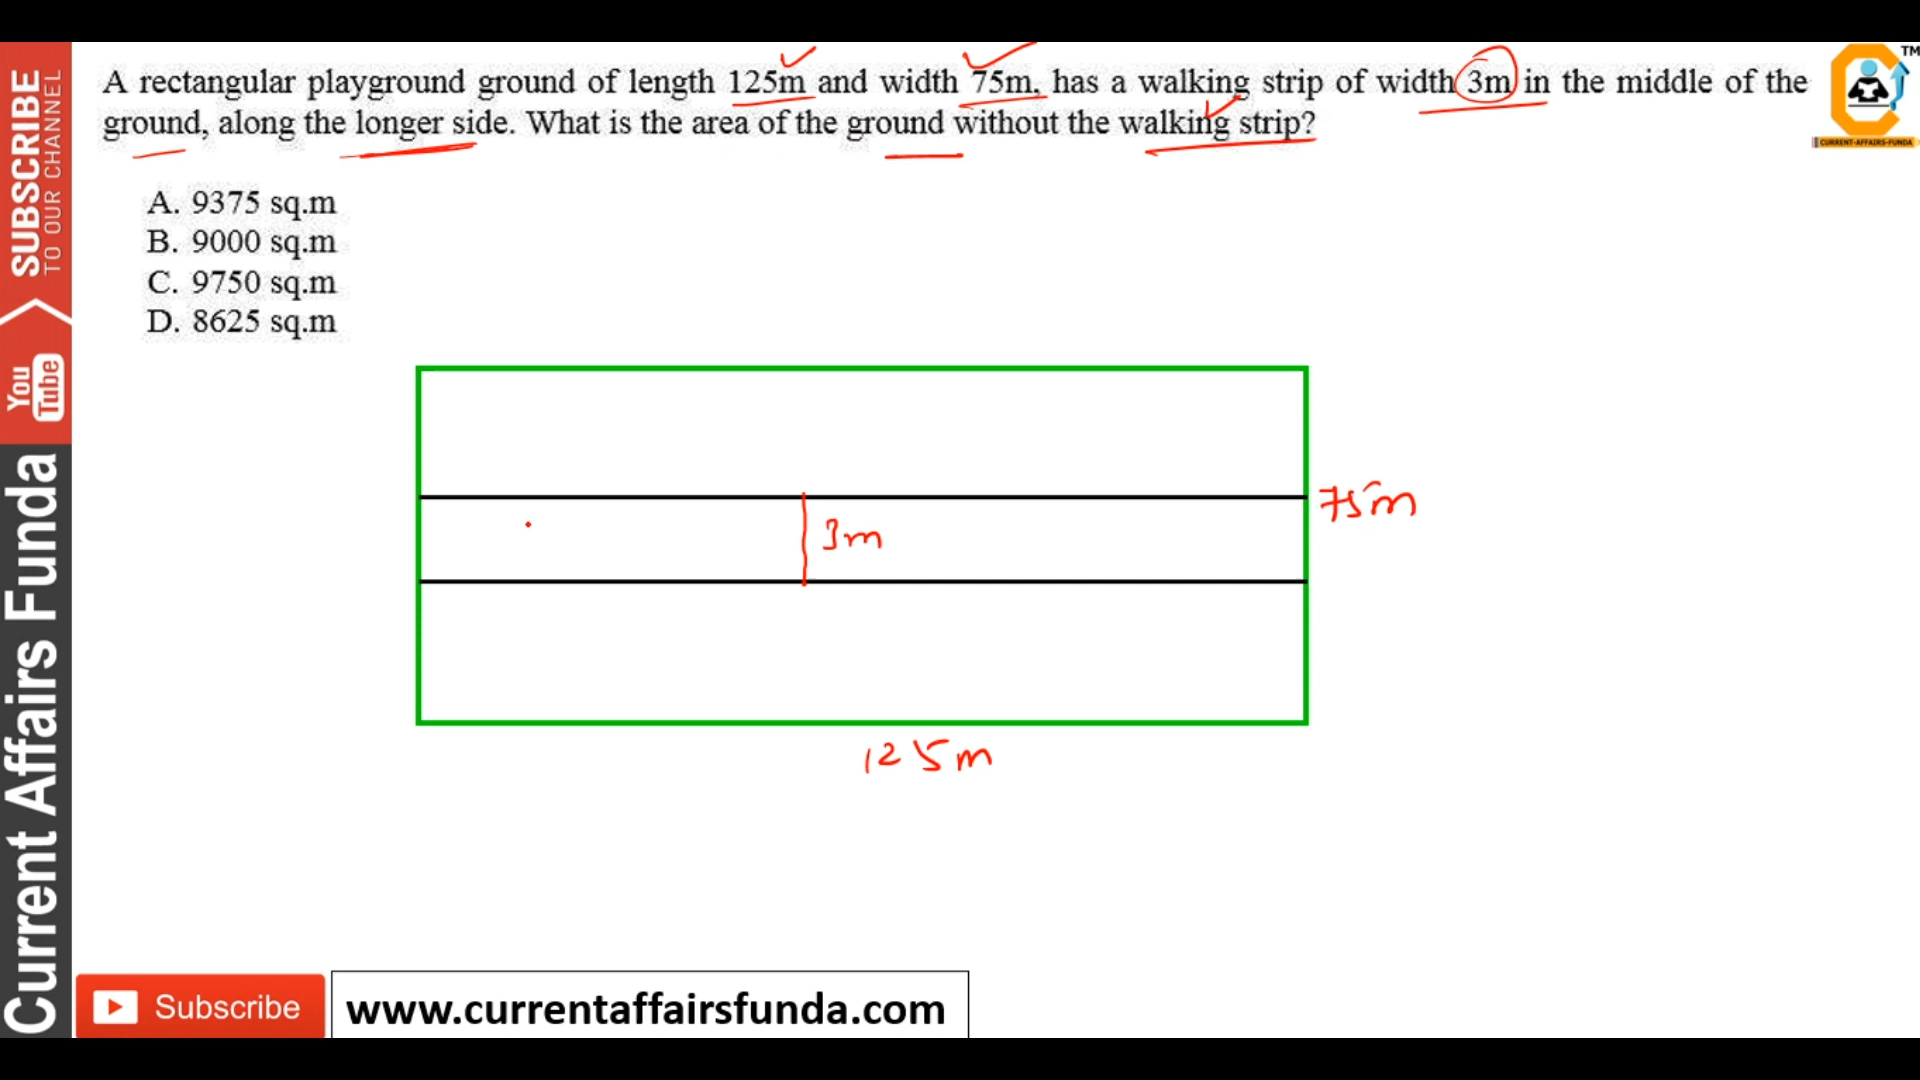 A rectangular playground ground of length 125m and width 75m, has a walking strip of width 3m in the middle of the
ground, along the longer side. What is the area of the ground without the walking strip?
A. 9375 sq.m
B. 9000 sq.m
C. 9750 sq.m
D. 8625 sq.m
75m
3m
125m
SUBSCRIBE
TO OUR CHANNEL
You
Tube
Current Affairs Funda
TM
CURRENT-AFFAIRS-FUNDA
Subscribe
www.currentaffairsfunda.com